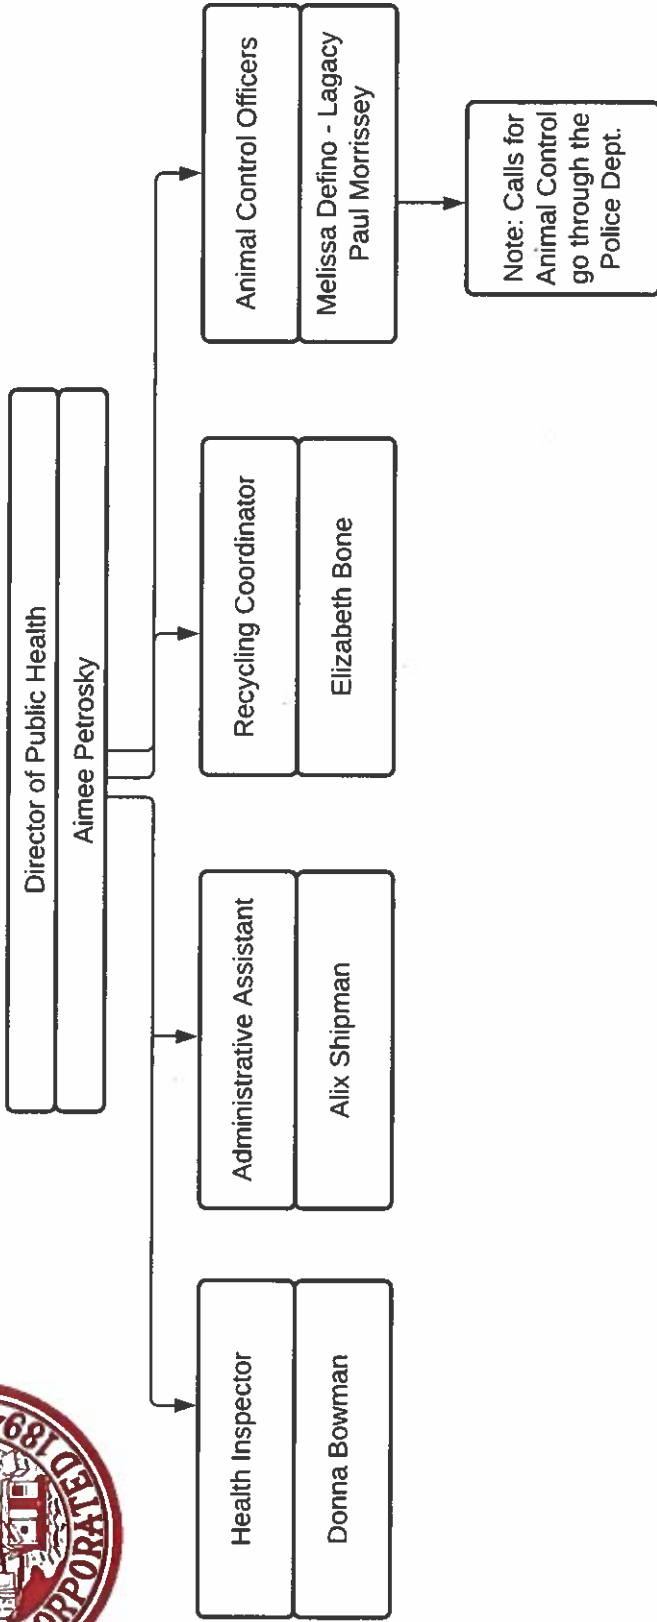 Director of Public Health
Aimee Petrosky
Health Inspector
Donna Bowman
Administrative Assistant
Alix Shipman
Recycling Coordinator
Elizabeth Bone
Animal Control Officers
Melissa Defino - Lagacy
Paul Morrissey
Note: Calls for
Animal Control
go through the
Police Dept.